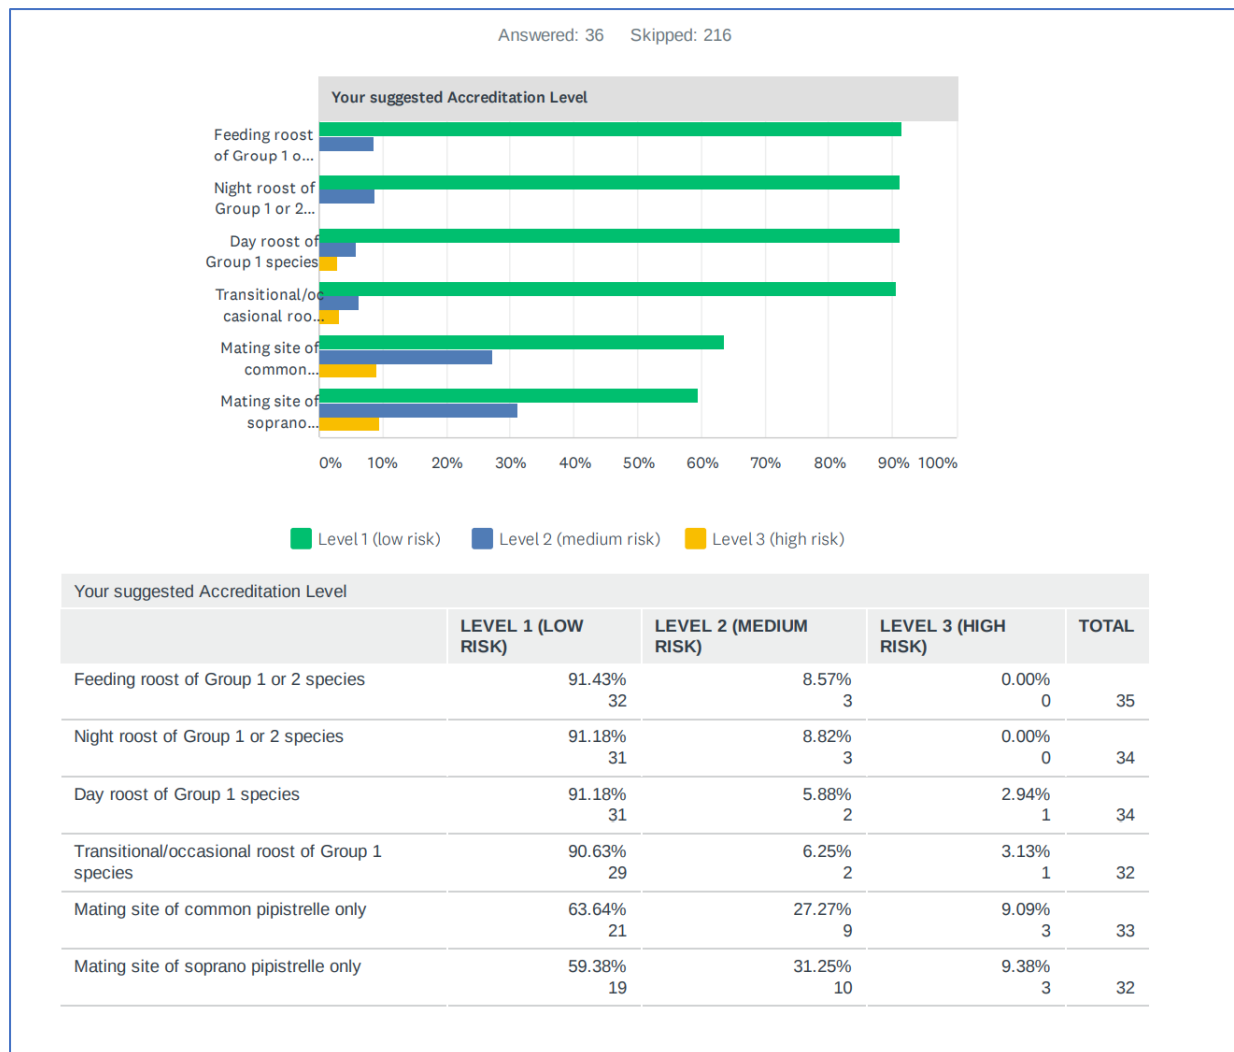 Answered: 36 Skipped: 216
Your suggested Accreditation Level
Feeding roost
of Group 1 o...
Night roost of
Group 1 or 2...
Day roost of
Group 1 species
Transitional/oc
casional roo...
Mating site of
common...
Mating site of
soprano...
0% 10% 20% 30% 40% 50% 60% 70% 80% 90% 100%
Level 1 (low risk) Level 2 (medium risk) Level 3 (high risk)
Your suggested Accreditation Level
LEVEL 1 (LOW LEVEL 2 (MEDIUM LEVEL 3 (HIGH TOTAL
RISK) RISK) RISK)
Feeding roost of Group 1 or 2 species 91.43% 8.57% 0.00%
32 3 0 35
Night roost of Group 1 or 2 species 91.18% 8.82% 0.00%
31 3 0 34
Day roost of Group 1 species 91.18% 5.88% 2.94%
31 2 1 34
Transitional/occasional roost of Group 1 90.63% 6.25% 3.13%
species 29 2 1 32
Mating site of common pipistrelle only 63.64% 27.27% 9.09%
21 9 3 33
Mating site of soprano pipistrelle only 59.38% 31.25% 9.38%
19 10 3 32